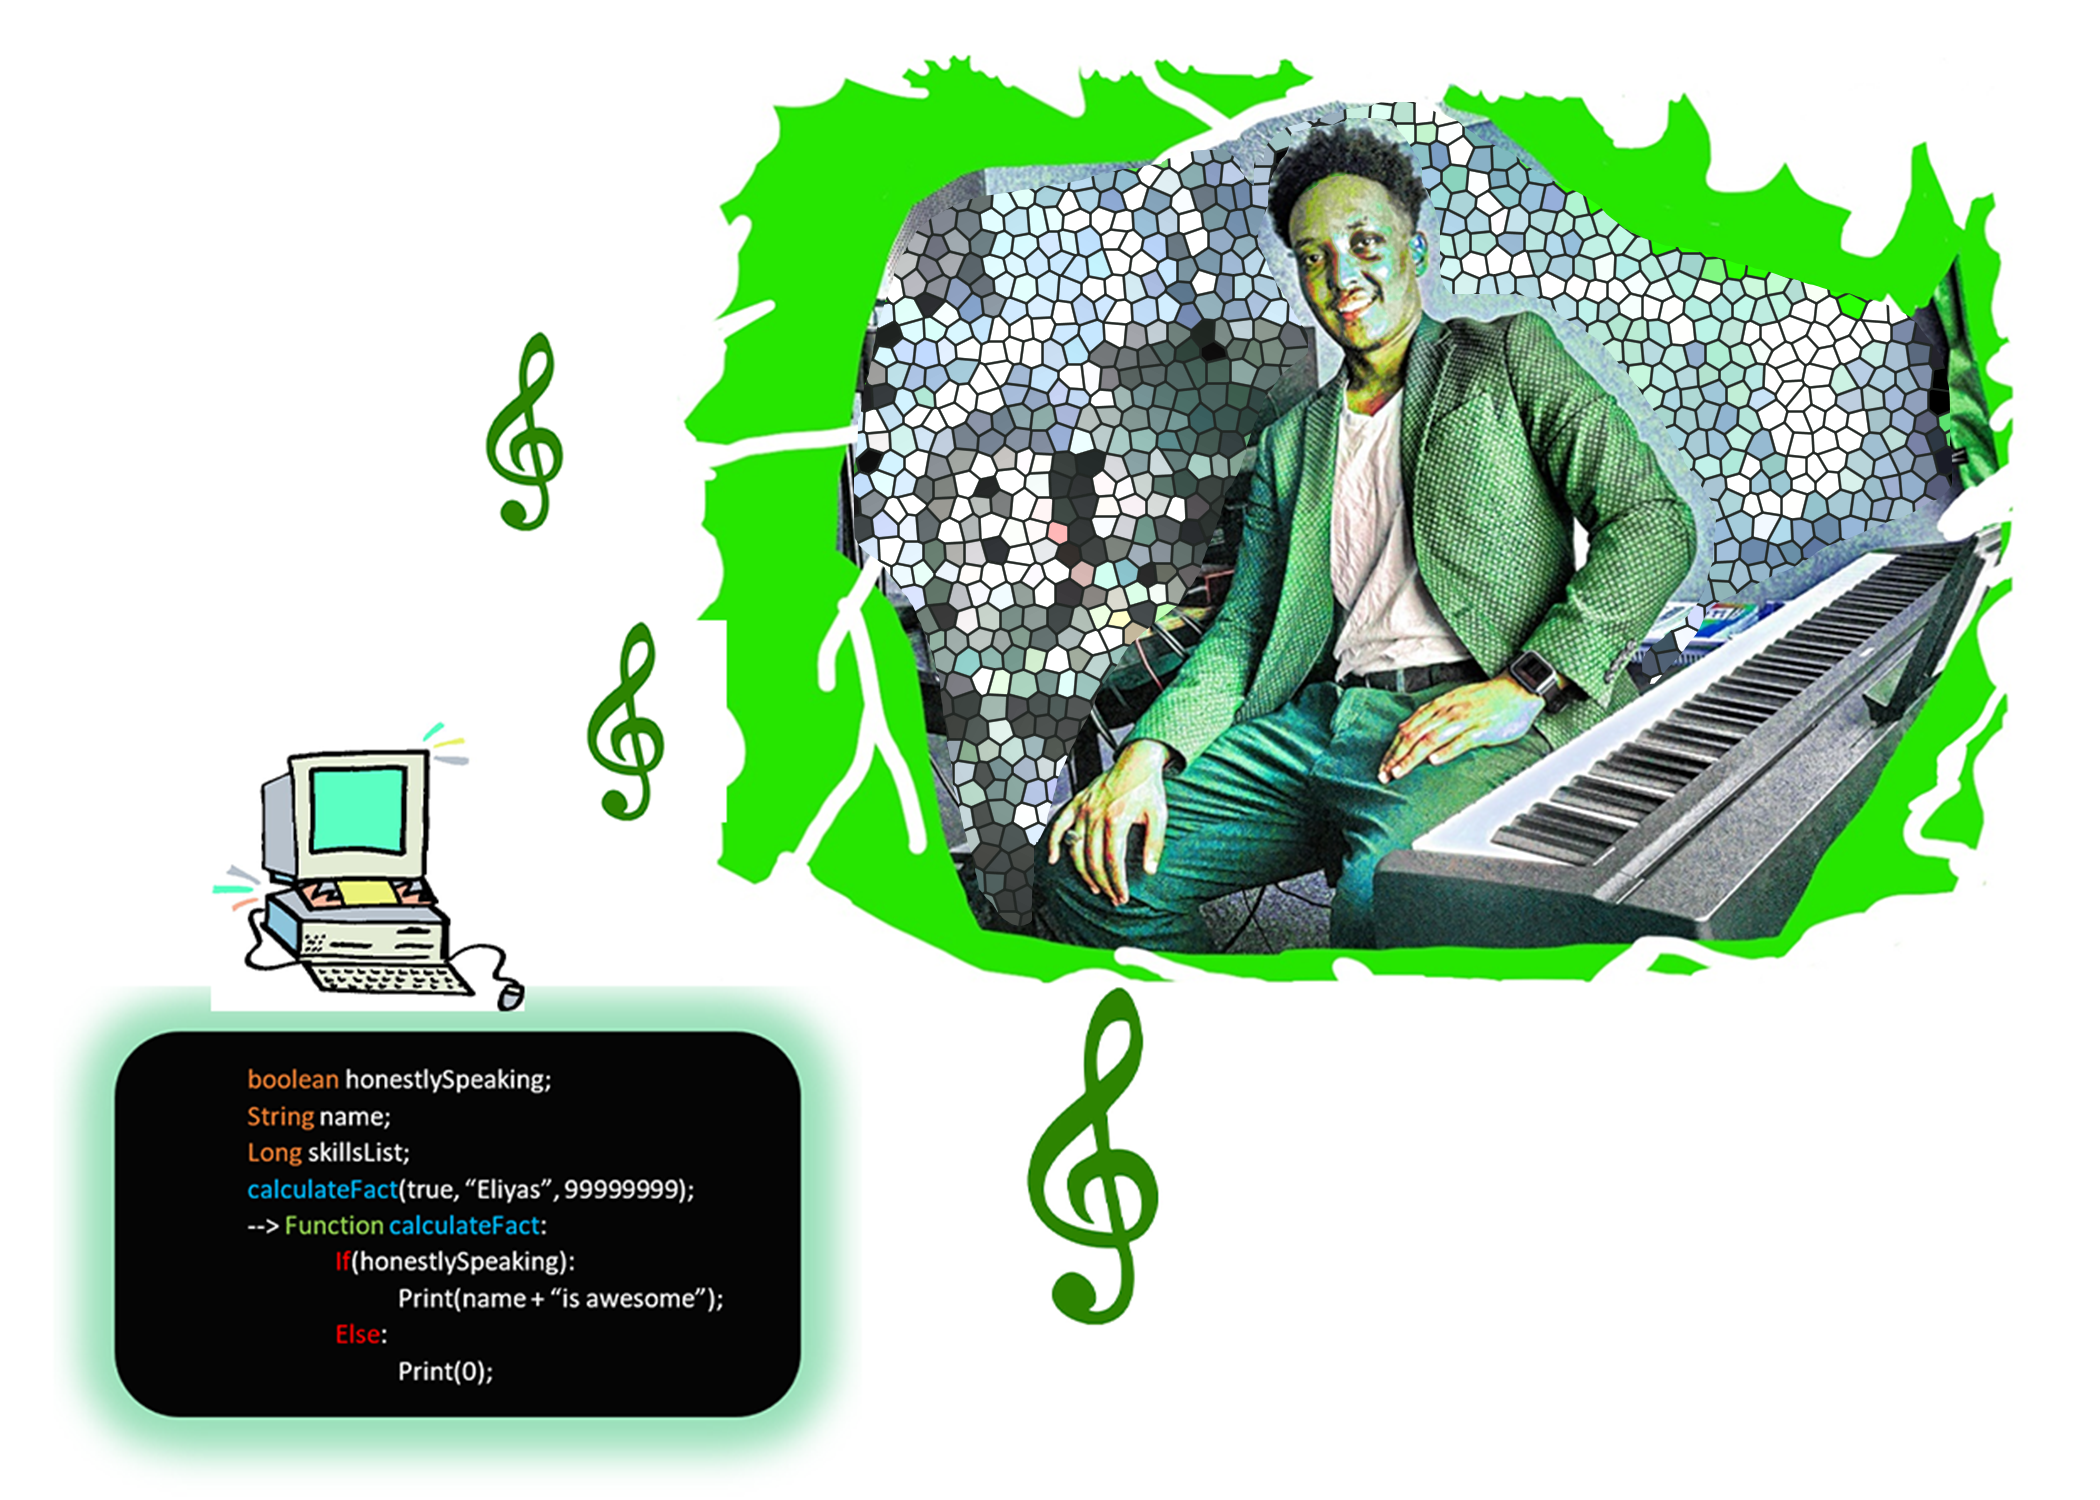 boolean honestlySpeaking;
String name;
Long skillsList;
calculateFact(true, “Eliyas”, 99999999);
--> Function calculateFact:
If(honestlySpeaking):
Print(name + “is awesome”);
Else:
Print(0);